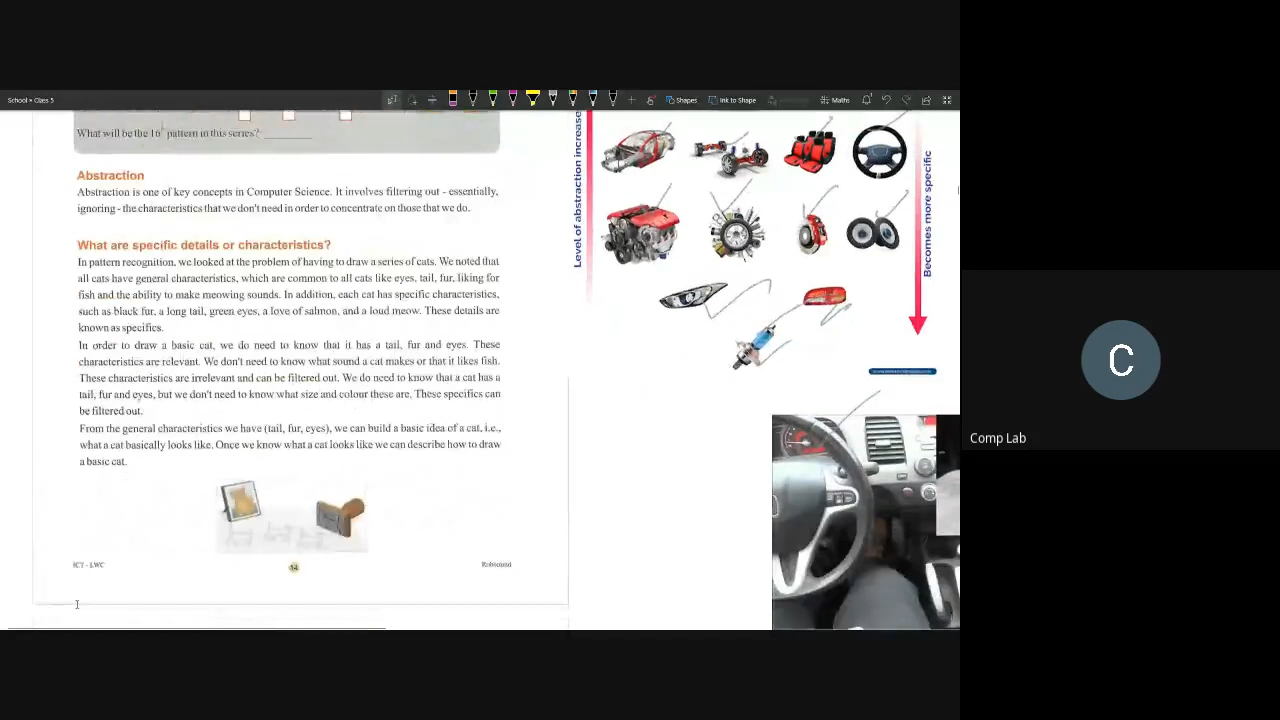 School > Class 5
Shapes
Ink to Shape
Maths
What will be the 16th pattern in this series? ________
Abstraction
Abstraction is one of key concepts in Computer Science. It involves filtering out - essentially,
ignoring - the characteristics that we don't need in order to concentrate on those that we do.
What are specific details or characteristics?
In pattern recognition, we looked at the problem of having to draw a series of cats. We noted that
all cats have general characteristics, which are common to all cats like eyes, tail, fur, liking for
fish and the ability to make meowing sounds. In addition, each cat has specific characteristics,
such as black fur, a long tail, green eyes, a love of salmon, and a loud meow. These details are
known as specifics.
In order to draw a basic cat, we do need to know that it has a tail, fur and eyes. These
characteristics are relevant. We don't need to know what sound a cat makes or that it likes fish.
These characteristics are irrelevant and can be filtered out. We do need to know that a cat has a
tail, fur and eyes, but we don't need to know what size and colour these are. These specifics can
be filtered out.
From the general characteristics we have (tail, fur, eyes), we can build a basic idea of a cat, i.e.,
what a cat basically looks like. Once we know what a cat looks like we can describe how to draw
a basic cat.
ICT - LWC
14
Robomind
Level of abstraction increase
Becomes more specific
C
Comp Lab